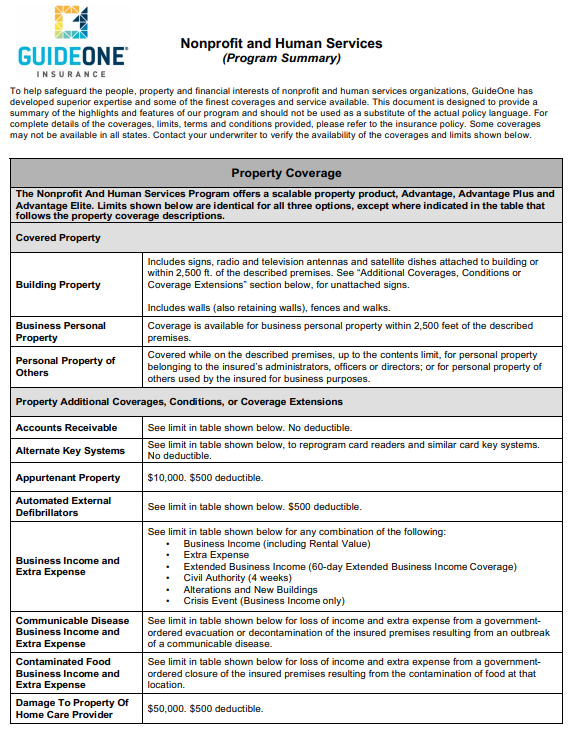 GUIDEONE®
INSURANCE
Nonprofit and Human Services
(Program Summary)
To help safeguard the people, property and financial interests of nonprofit and human services organizations, GuideOne has
developed superior expertise and some of the finest coverages and service available. This document is designed to provide a
summary of the highlights and features of our program and should not be used as a substitute of the actual policy language. For
complete details of the coverages, limits, terms and conditions provided, please refer to the insurance policy. Some coverages
may not be available in all states. Contact your underwriter to verify the availability of the coverages and limits shown below.
Property Coverage
The Nonprofit And Human Services Program offers a scalable property product, Advantage, Advantage Plus and
Advantage Elite. Limits shown below are identical for all three options, except where indicated in the table that
follows the property coverage descriptions.
Covered Property
Building Property
Includes signs, radio and television antennas and satellite dishes attached to building or
within 2,500 ft. of the described premises. See “Additional Coverages, Conditions or
Coverage Extensions” section below, for unattached signs.
Includes walls (also retaining walls), fences and walks.
Business Personal
Property
Coverage is available for business personal property within 2,500 feet of the described
premises.
Personal Property of
Others
Covered while on the described premises, up to the contents limit, for personal property
belonging to the insured’s administrators, officers or directors; or for personal property of
others used by the insured for business purposes.
Property Additional Coverages, Conditions, or Coverage Extensions
Accounts Receivable
See limit in table shown below. No deductible.
Alternate Key Systems
See limit in table shown below, to reprogram card readers and similar card key systems.
No deductible.
Appurtenant Property
$10,000. $500 deductible.
Automated External
Defibrillators
See limit in table shown below. $500 deductible.
Business Income and
Extra Expense
See limit in table shown below for any combination of the following:
• Business Income (including Rental Value)
• Extra Expense
• Extended Business Income (60-day Extended Business Income Coverage)
• Civil Authority (4 weeks)
• Alterations and New Buildings
• Crisis Event (Business Income only)
Communicable Disease
Business Income and
Extra Expense
See limit in table shown below for loss of income and extra expense from a government-
ordered evacuation or decontamination of the insured premises resulting from an outbreak
of a communicable disease.
Contaminated Food
Business Income and
Extra Expense
See limit in table shown below for loss of income and extra expense from a government-
ordered closure of the insured premises resulting from the contamination of food at that
location.
Damage To Property Of
Home Care Provider
$50,000. $500 deductible.